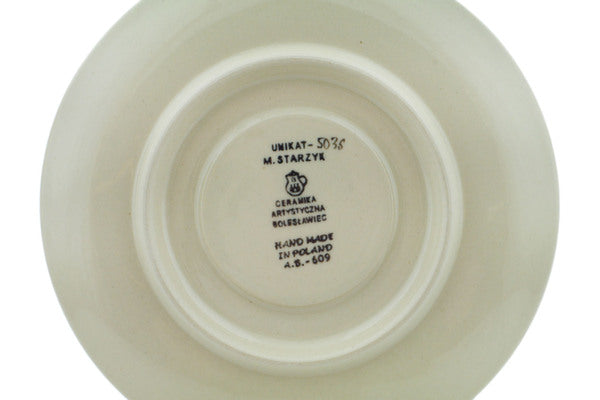 UNIKAT-5036
M.STARZYK
CERAMIKA
ARTYSTYCZNA
BOLESŁAWIEC
HAND MADE
IN POLAND
A.S.-609